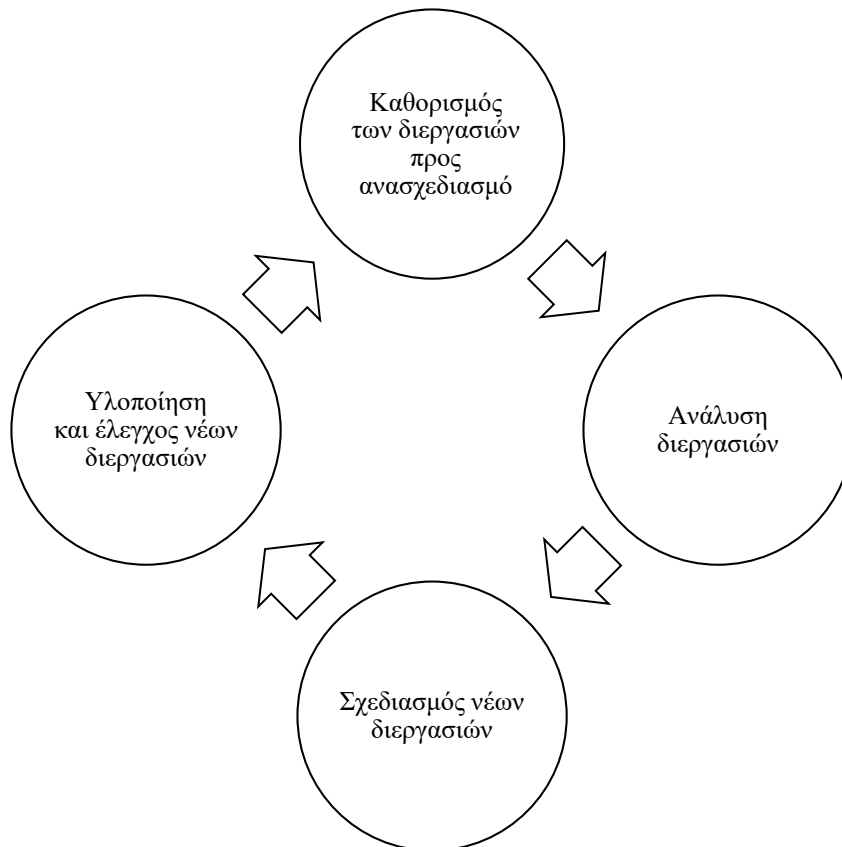 Καθορισμός
των διεργασιών
προς
ανασχεδιασμό
Ανάλυση
διεργασιών
Σχεδιασμός νέων
διεργασιών
Υλοποίηση
και έλεγχος νέων
διεργασιών